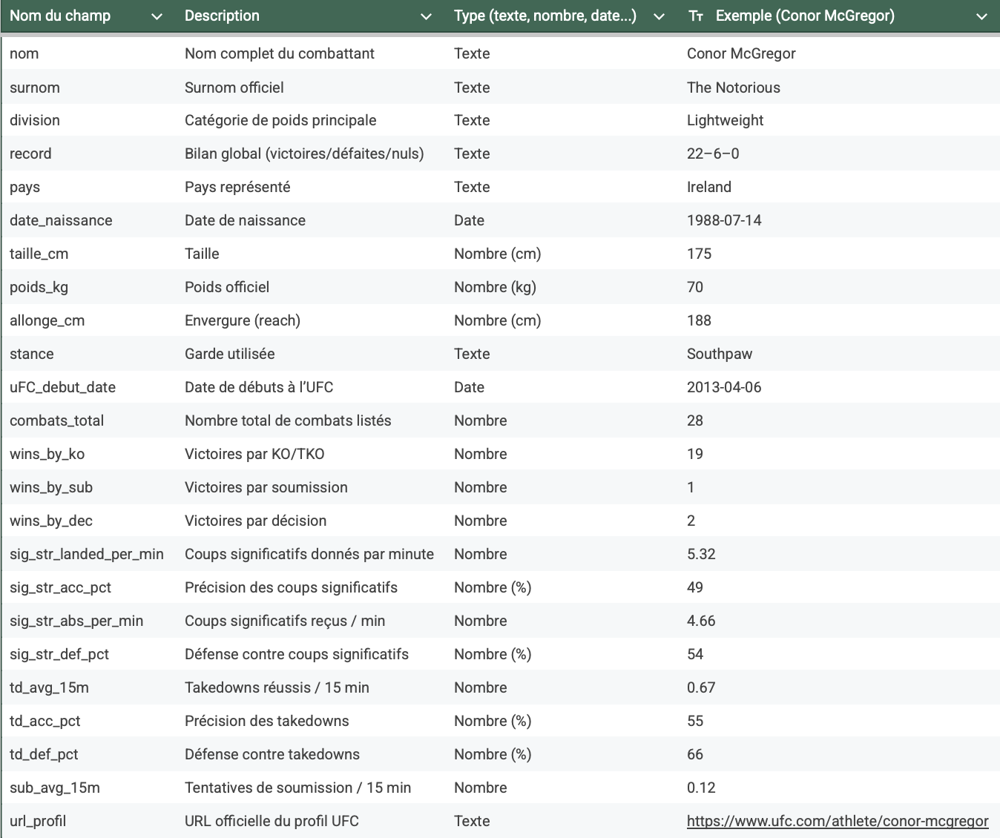 Nom du champ Description Type (texte, nombre, date...) Tт Exemple (Conor McGregor)
nom Nom complet du combattant Texte Conor McGregor
surnom Surnom officiel Texte The Notorious
division Catégorie de poids principale Texte Lightweight
record Bilan global (victoires/défaites/nuls) Texte 22–6–0
pays Pays représenté Texte Ireland
date_naissance Date de naissance Date 1988-07-14
taille_cm Taille Nombre (cm) 175
poids_kg Poids officiel Nombre (kg) 70
allonge_cm Envergure (reach) Nombre (cm) 188
stance Garde utilisée Texte Southpaw
uFC_debut_date Date de débuts à l’UFC Date 2013-04-06
combats_total Nombre total de combats listés Nombre 28
wins_by_ko Victoires par KO/TKO Nombre 19
wins_by_sub Victoires par soumission Nombre 1
wins_by_dec Victoires par décision Nombre 2
sig_str_landed_per_min Coups significatifs donnés par minute Nombre 5.32
sig_str_acc_pct Précision des coups significatifs Nombre (%) 49
sig_str_abs_per_min Coups significatifs reçus / min Nombre 4.66
sig_str_def_pct Défense contre coups significatifs Nombre (%) 54
td_avg_15m Takedowns réussis / 15 min Nombre 0.67
td_acc_pct Précision des takedowns Nombre (%) 55
td_def_pct Défense contre takedowns Nombre (%) 66
sub_avg_15m Tentatives de soumission / 15 min Nombre 0.12
url_profil URL officielle du profil UFC Texte https://www.ufc.com/athlete/conor-mcgregor